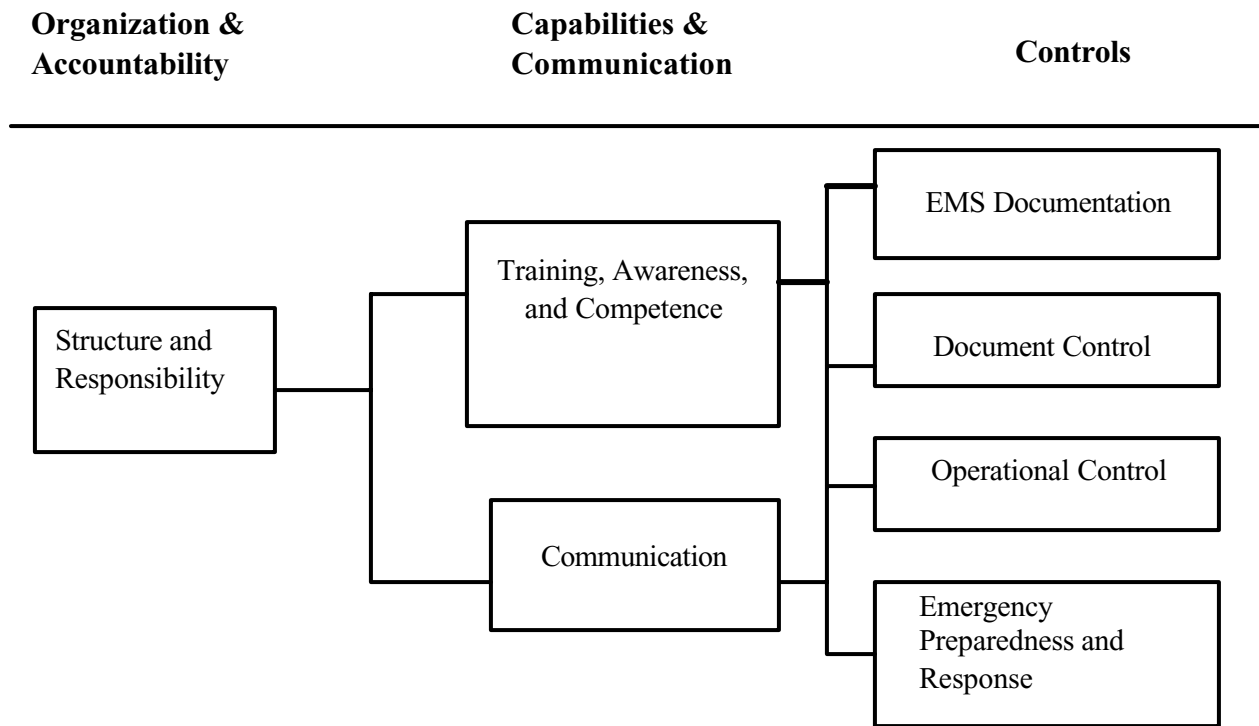 Organization &
Accountability
Capabilities &
Communication
Controls
Structure and
Responsibility
Training, Awareness,
and Competence
Communication
EMS Documentation
Document Control
Operational Control
Emergency
Preparedness and
Response